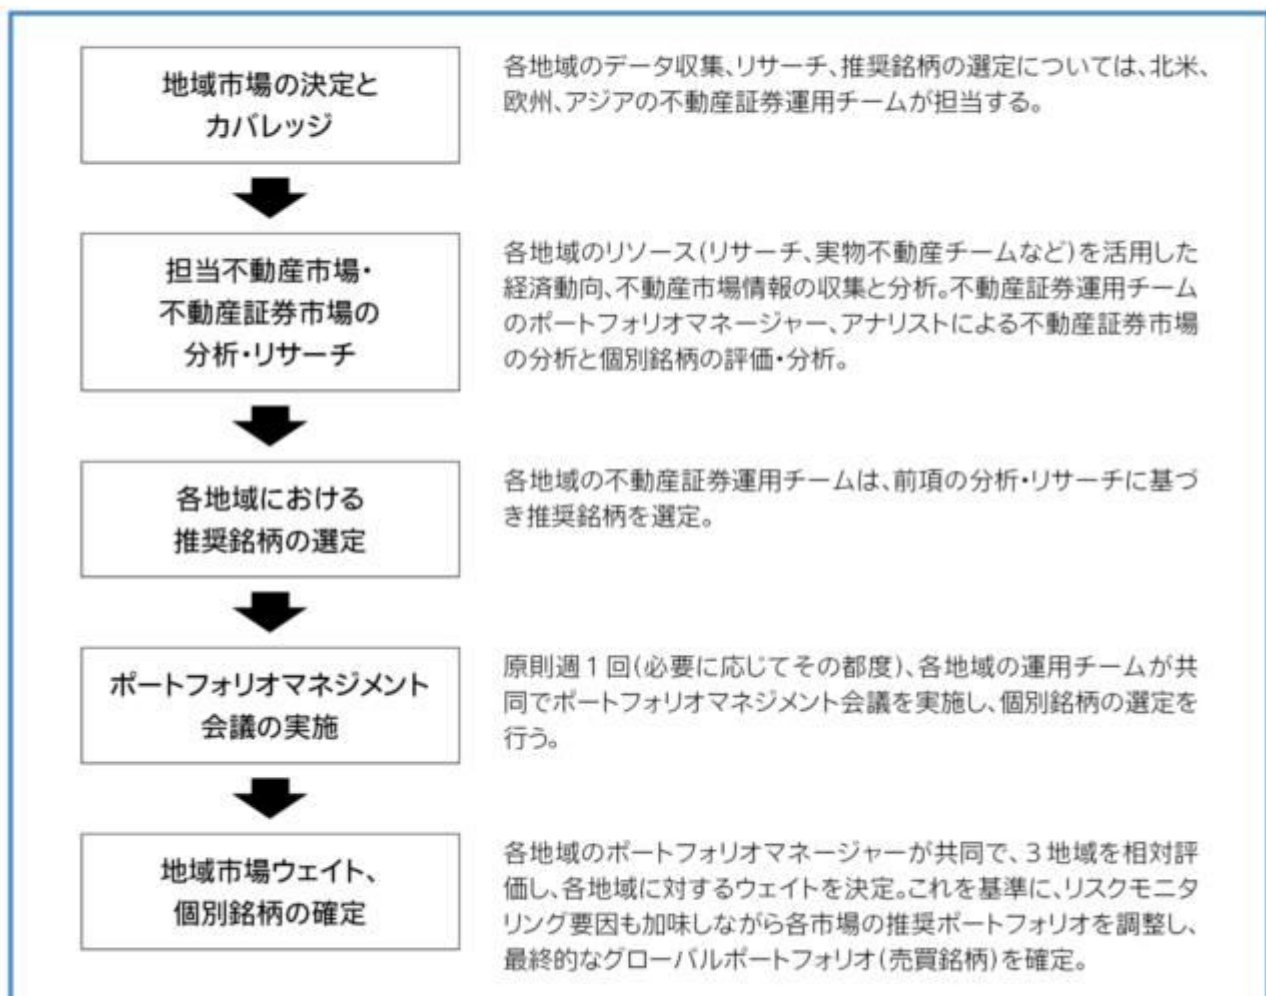 地域市場の決定と
カバレッジ
各地域のデータ収集、リサーチ、推奨銘柄の選定については、北米、
欧州、アジアの不動産証券運用チームが担当する。
担当不動産市場・
不動産証券市場の
分析・リサーチ
各地域のリソース(リサーチ、実物不動産チームなど)を活用した
経済動向、不動産市場情報の収集と分析。不動産証券運用チーム
のポートフォリオマネージャー、アナリストによる不動産証券市場
の分析と個別銘柄の評価・分析。
各地域における
推奨銘柄の選定
各地域の不動産証券運用チームは、前項の分析・リサーチに基づ
き推奨銘柄を選定。
ポートフォリオマネジメント
会議の実施
原則週1回(必要に応じてその都度)、各地域の運用チームが共
同でポートフォリオマネジメント会議を実施し、個別銘柄の選定を
行う。
地域市場ウェイト、
個別銘柄の確定
各地域のポートフォリオマネージャーが共同で、3地域を相対評
価し、各地域に対するウェイトを決定。これを基準に、リスクモニタ
リング要因も加味しながら各市場の推奨ポートフォリオを調整し、
最終的なグローバルポートフォリオ(売買銘柄)を確定。